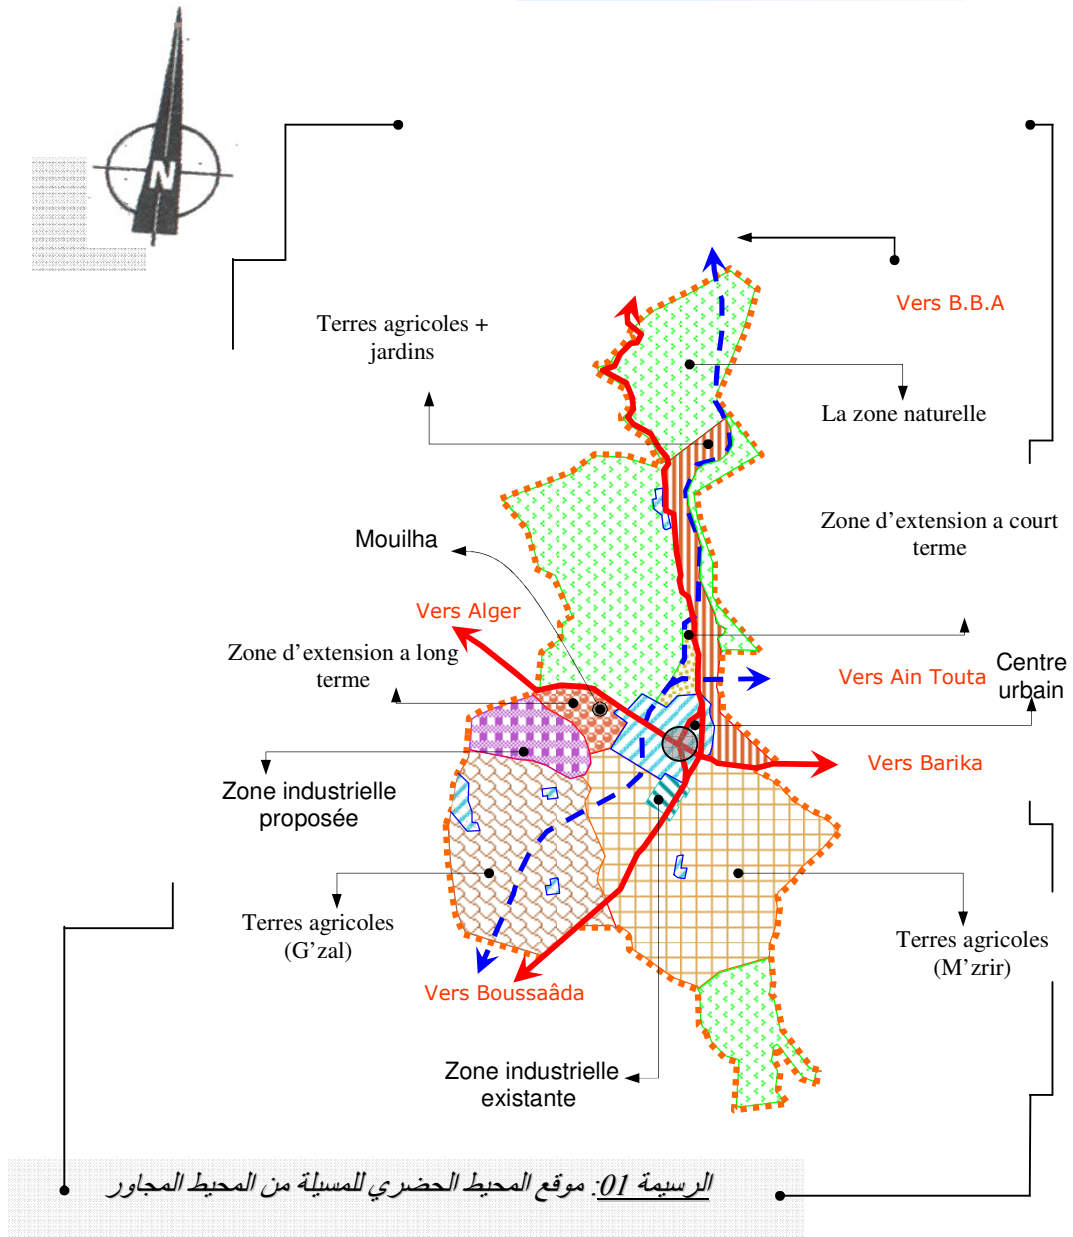 N
Vers B.B.A
Terres agricoles +
jardins
La zone naturelle
Zone d'extension a court
terme
Mouilha
Vers Alger
Zone d'extension a long
terme
Vers Ain Touta
Centre
urbain
Vers Barika
Zone industrielle
proposée
Terres agricoles
(G'zal)
Terres agricoles
(M'zrir)
Vers Boussaâda
Zone industrielle
existante
الرسيمة 01: موقع المحيط الحضري للمسيلة من المحيط المجاور